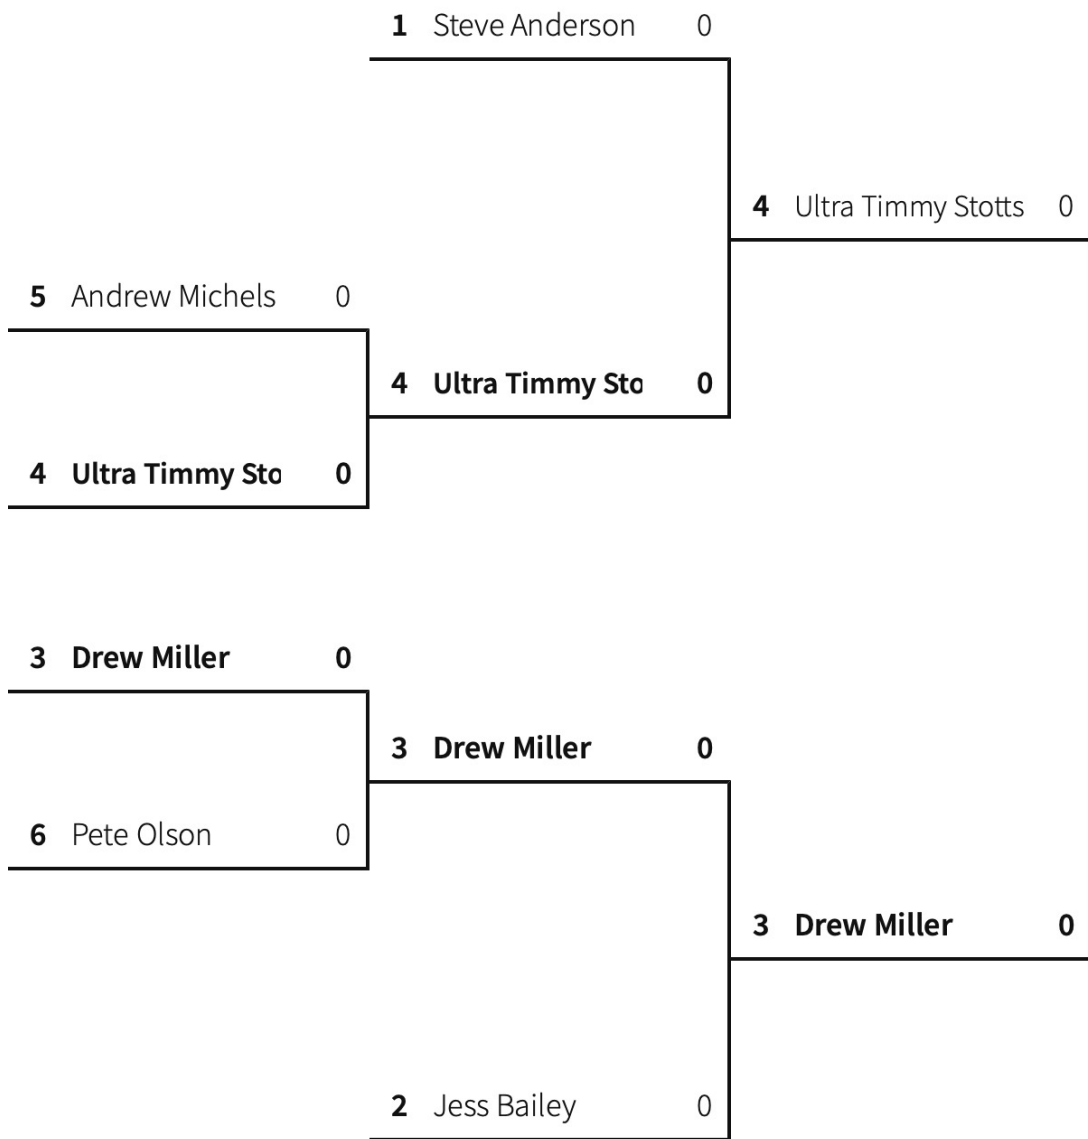 1 Steve Anderson 0
4 Ultra Timmy Stotts 0
5 Andrew Michels 0
4 Ultra Timmy Sto 0
4 Ultra Timmy Sto 0
3 Drew Miller 0
3 Drew Miller 0
6 Pete Olson 0
3 Drew Miller 0
2 Jess Bailey 0